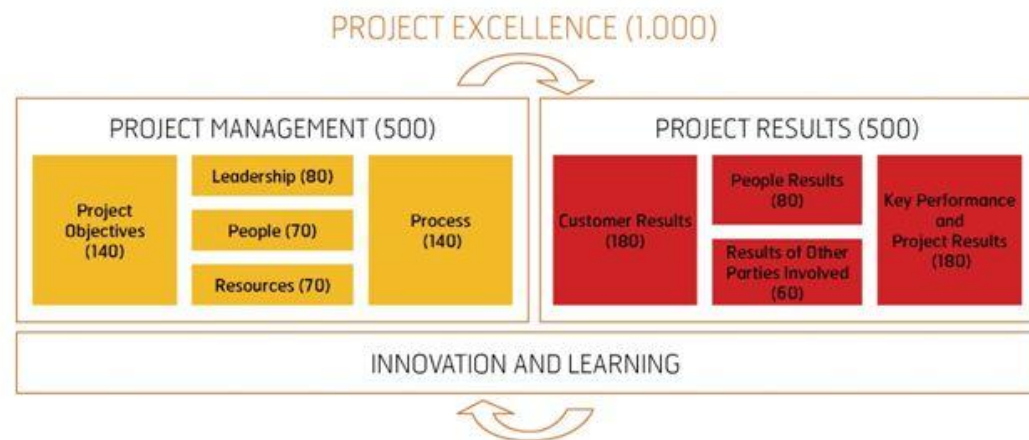 PROJECT EXCELLENCE (1.000)
PROJECT MANAGEMENT (500)
Project
Objectives
(140)
Leadership (80)
People (70)
Resources (70)
Process
(140)
PROJECT RESULTS (500)
Customer Results
(180)
People Results
(80)
Results of Other
Parties Involved
(60)
Key Performance
and
Project Results
(180)
INNOVATION AND LEARNING